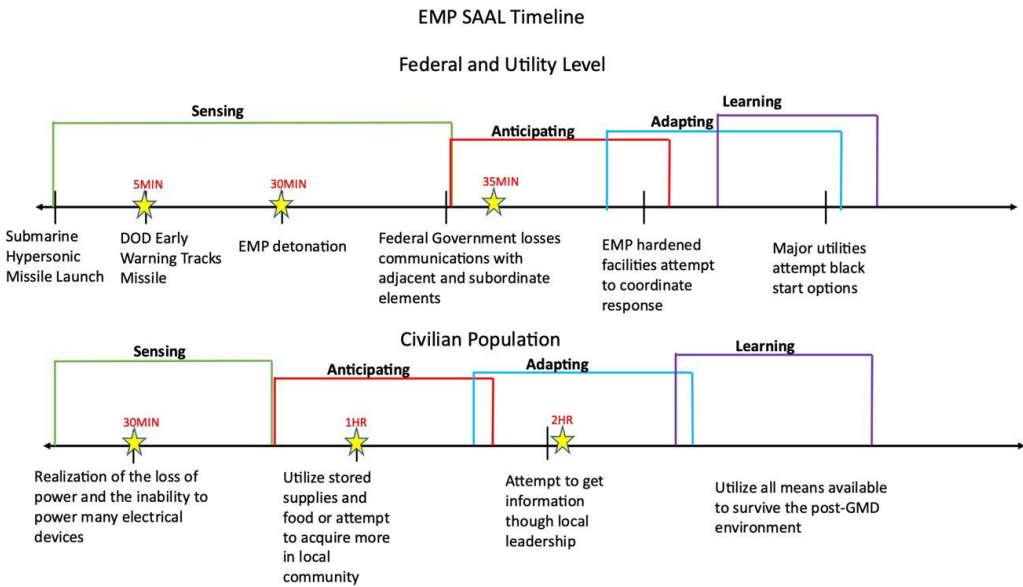 EMP SAAL Timeline
Federal and Utility Level
Sensing
Anticipating
Adapting
Learning
5MIN
30MIN
35MIN
Submarine
Hypersonic
Missile Launch
DOD Early
Warning Tracks
Missile
EMP detonation
Federal Government losses
communications with
adjacent and subordinate
elements
EMP hardened
facilities attempt
to coordinate
response
Major utilities
attempt black
start options
Civilian Population
Sensing
Anticipating
Adapting
Learning
30MIN
1HR
2HR
Realization of the loss of
power and the inability to
power many electrical
devices
Utilize stored
supplies and
food or attempt
to acquire more
in local
community
Attempt to get
information
though local
leadership
Utilize all means available
to survive the post-GMD
environment